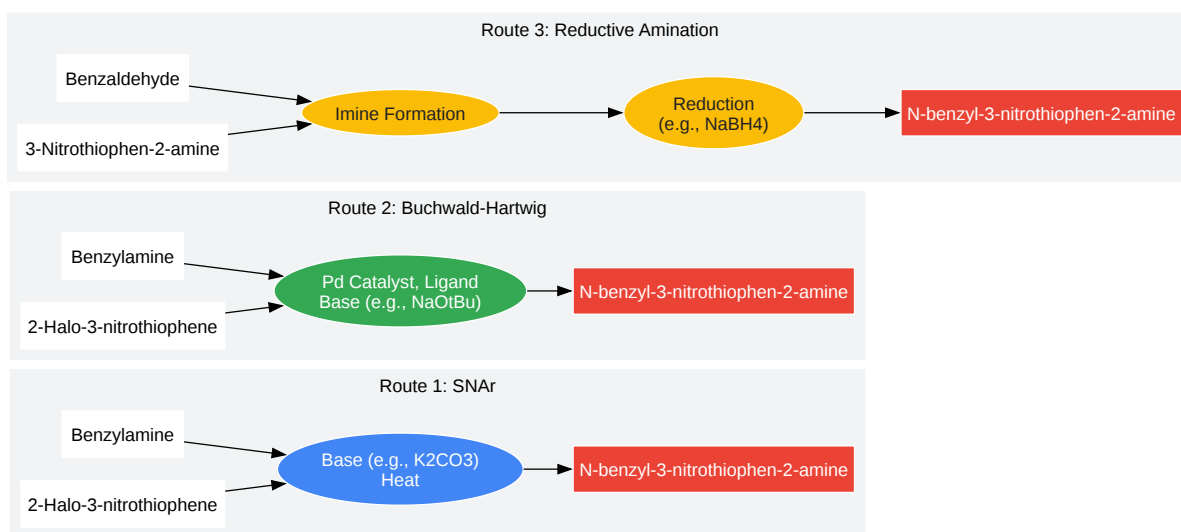 Route 3: Reductive Amination
Benzaldehyde
3-Nitrothiophen-2-amine
Imine Formation
Reduction
(e.g., NaBH4)
N-benzyl-3-nitrothiophen-2-amine
Route 2: Buchwald-Hartwig
Benzylamine
2-Halo-3-nitrothiophene
Pd Catalyst, Ligand
Base (e.g., NaOtBu)
N-benzyl-3-nitrothiophen-2-amine
Route 1: SNAr
Benzylamine
2-Halo-3-nitrothiophene
Base (e.g., K2CO3)
Heat
N-benzyl-3-nitrothiophen-2-amine